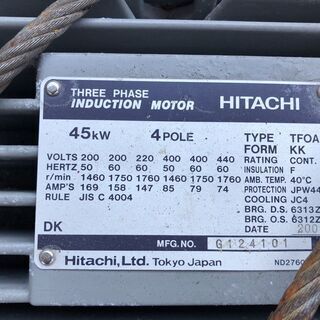 THREE PHASE
INDUCTION MOTOR HITACHI
45kW 4 POLE TYPE TFOA
FORM KK
VOLTS 200 200 220 400 400 440 RATING CONT.
HERTZ 50 60 60 50 60 60 INSULATION F
r/min 1460 1750 1760 1460 1750 1760 AMB. TEMP. 40°C
AMP'S 169 158 147 85 79 74 PROTECTION JPW44
RULE JIS C 4004 COOLING JC4
BRG. D.S. 6313Z
BRG. O.S. 6312Z
DK DATE 200
MFG. NO. G124101
Hitachi, Ltd. Tokyo Japan ND2760